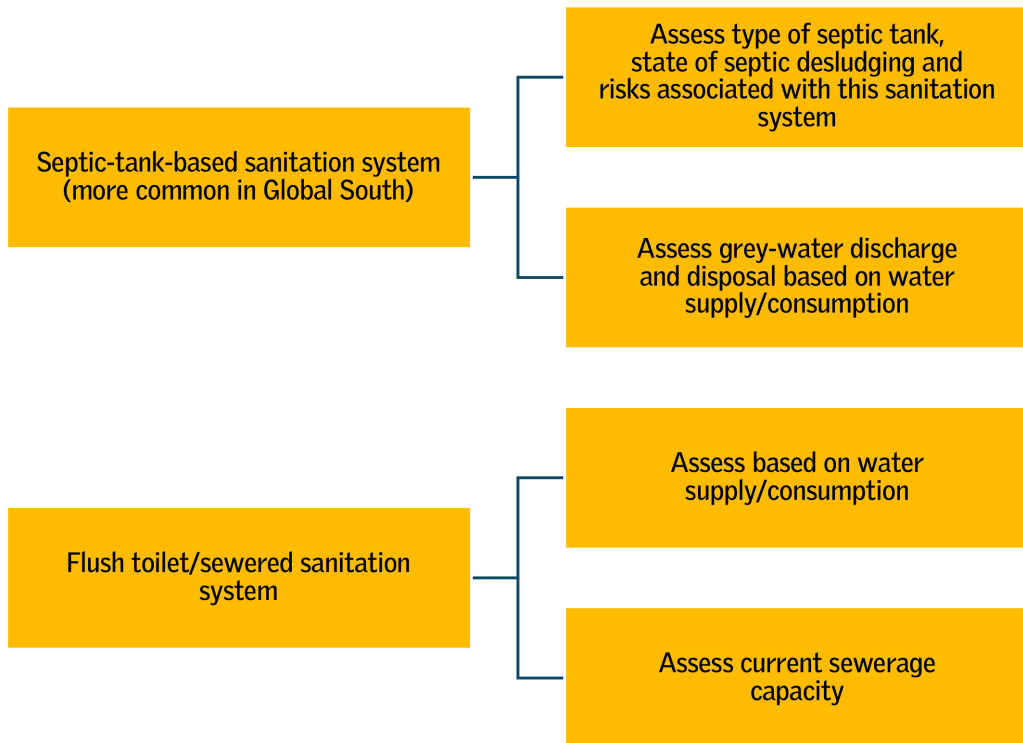 Septic-tank-based sanitation system
(more common in Global South)
Assess type of septic tank,
state of septic desludging and
risks associated with this sanitation
system
Assess grey-water discharge
and disposal based on water
supply/consumption
Flush toilet/sewered sanitation
system
Assess based on water
supply/consumption
Assess current sewerage
capacity